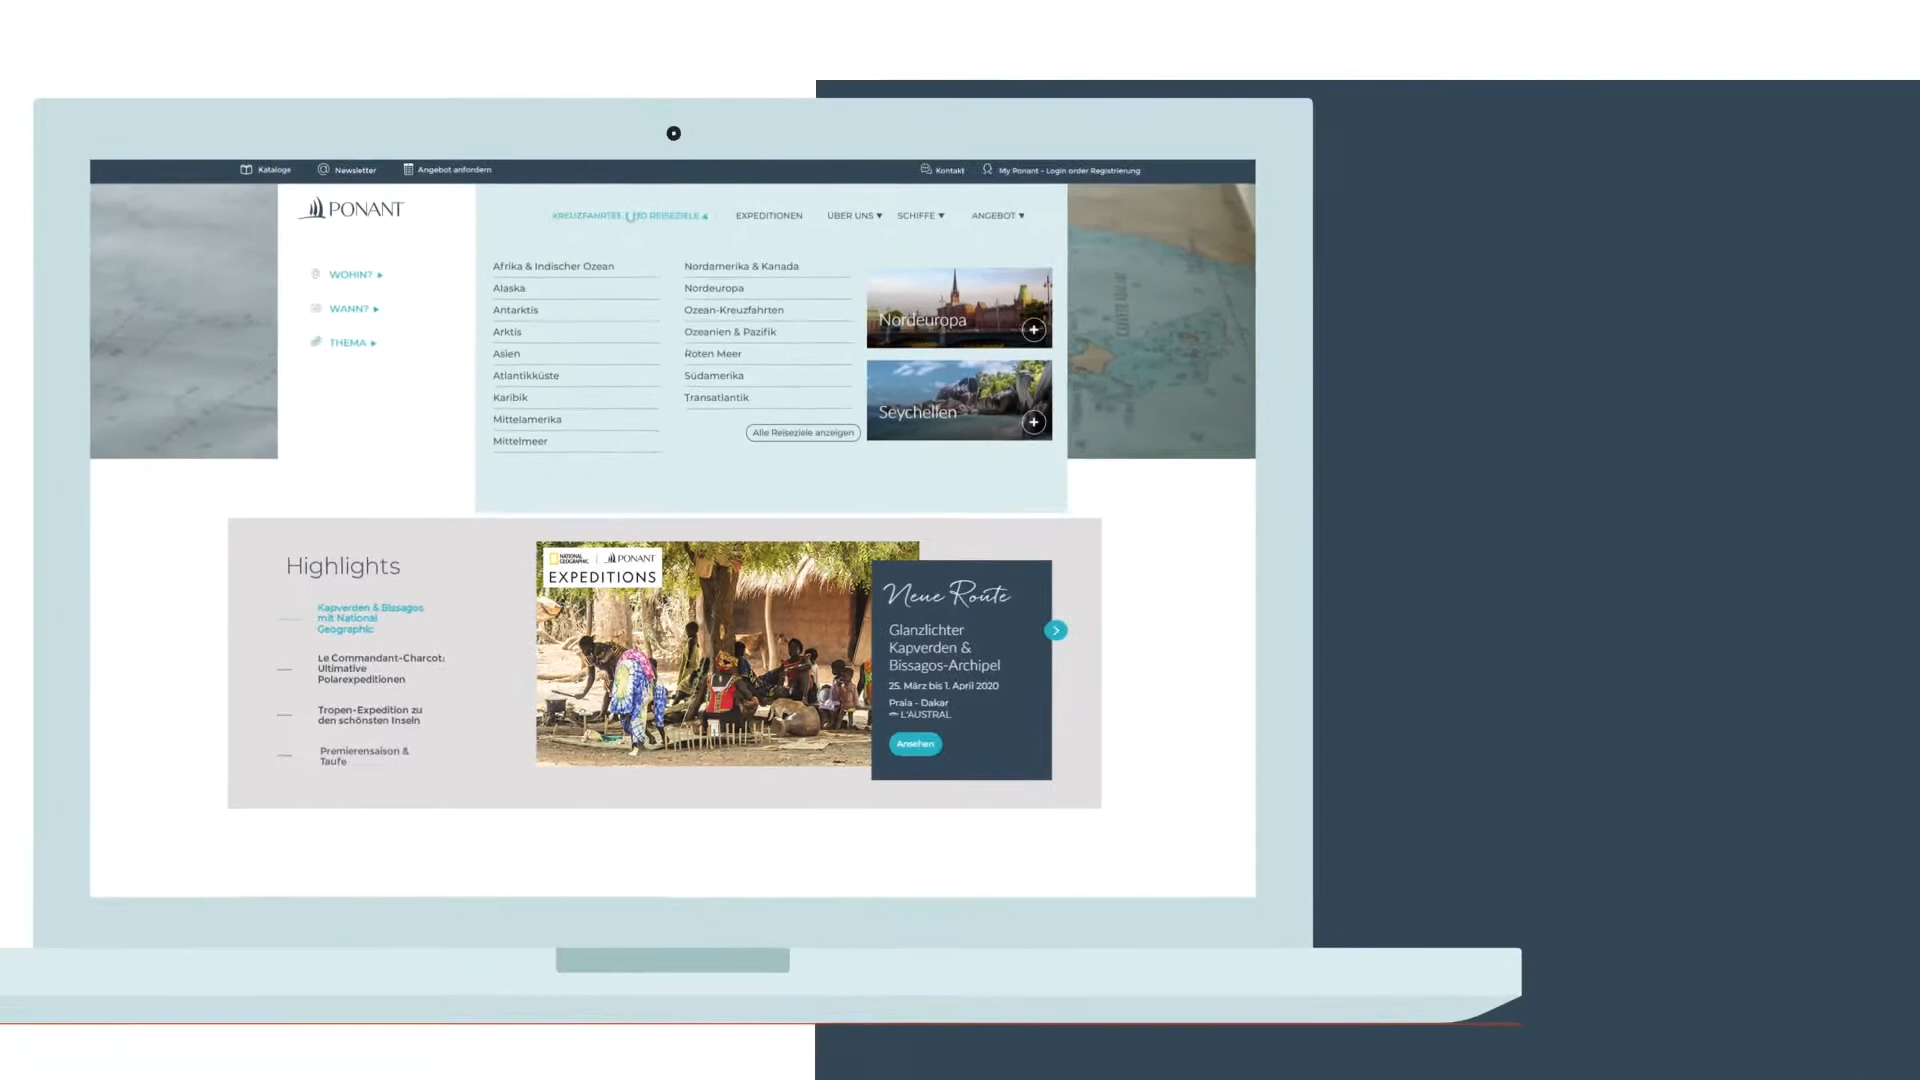 Kataloge
Newsletter
Angebot anfordern
Kontakt
My Ponant - Login order Registrierung
PONANT
REISEZIELE ▲
EXPEDITIONEN
ÜBER UNS ▼
SCHIFFE ▼
ANGEBOT ▼
WOHIN? ▶
WANN? ▶
THEMA ▶
Afrika & Indischer Ozean
Alaska
Antarktis
Arktis
Asien
Atlantikküste
Karibik
Mittelamerika
Mittelmeer
Nordamerika & Kanada
Nordeuropa
Ozean-Kreuzfahrten
Ozeanien & Pazifik
Roten Meer
Südamerika
Transatlantik
Alle Reiseziele anzeigen
Nordeuropa
Seychellen
Highlights
Kapverden & Bissagos
mit National
Geographic
Le Commandant-Charcot:
Ultimative
Polarexpeditionen
Tropen-Expedition zu
den schönsten Inseln
Premierensaison &
Taufe
NATIONAL
GEOGRAPHIC
PONANT
EXPEDITIONS
Neue Route
Glanzlichter
Kapverden &
Bissagos-Archipel
25. März bis 1. April 2020
Praia - Dakar
L'AUSTRAL
Ansehen